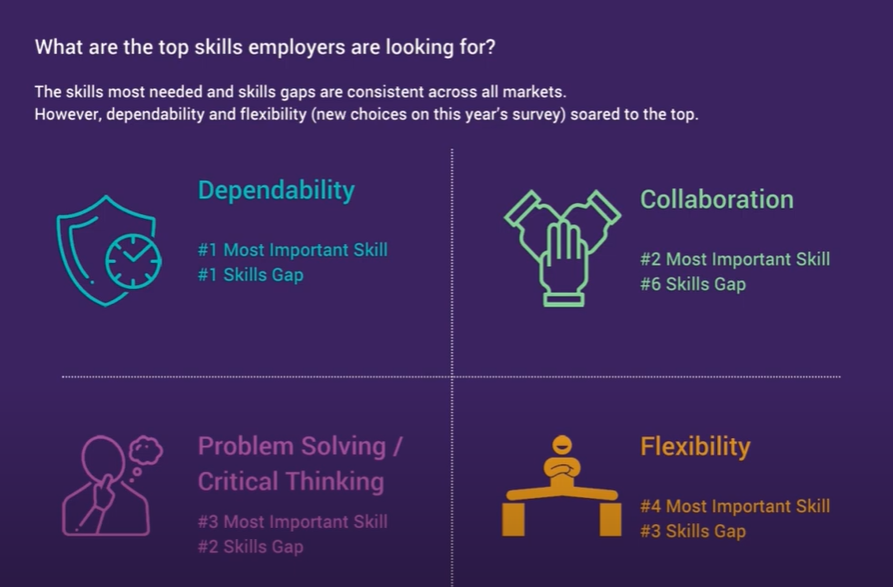 What are the top skills employers are looking for?
The skills most needed and skills gaps are consistent across all markets.
However, dependability and flexibility (new choices on this year's survey) soared to the top.
Dependability
#1 Most Important Skill
#1 Skills Gap
Collaboration
#2 Most Important Skill
#6 Skills Gap
Problem Solving /
Critical Thinking
#3 Most Important Skill
#2 Skills Gap
Flexibility
#4 Most Important Skill
#3 Skills Gap